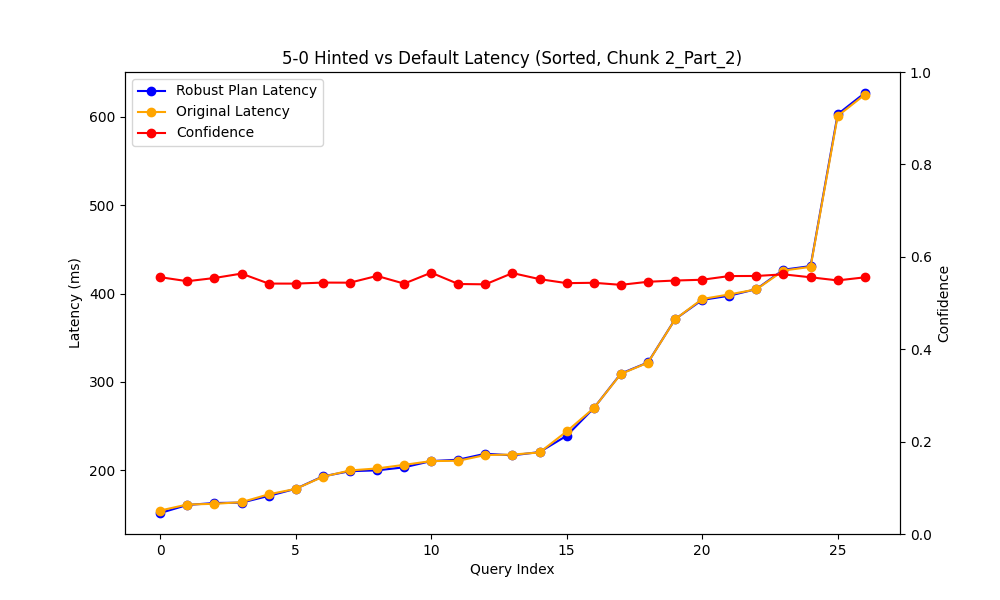 5-0 Hinted vs Default Latency (Sorted, Chunk 2_Part_2)
Robust Plan Latency
Original Latency
Confidence
600
500
400
300
200
Latency (ms)
1.0
0.8
0.6
0.4
0.2
0.0
Confidence
0 5 10 15 20 25
Query Index